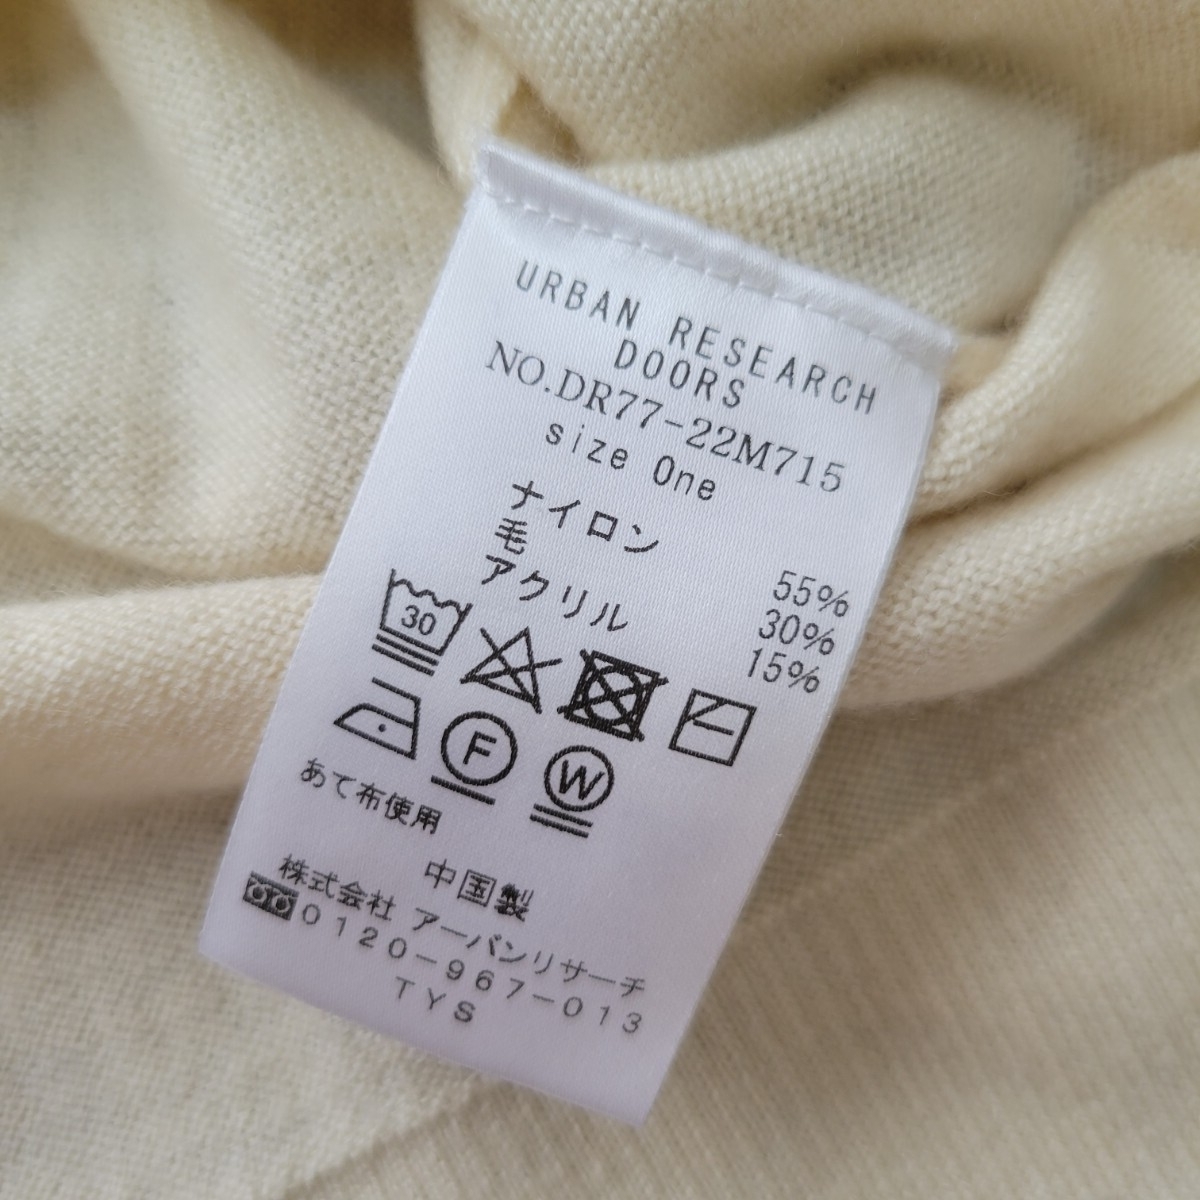 URBAN RESEARCH
DOORS
NO.DR77-22M715
size One
ナイロン 55%
毛 30%
アクリル 15%
30
F
W
あて布使用
中国製
株式会社 アーバンリサーチ
0120-967-013
TYS